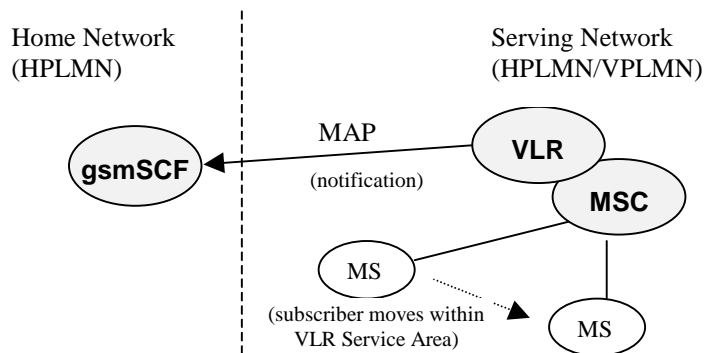 Home Network
(HPLMN)
Serving Network
(HPLMN/VPLMN)
MAP
VLR
gsmSCF
(notification)
MSC
MS
(subscriber moves within
VLR Service Area)
MS